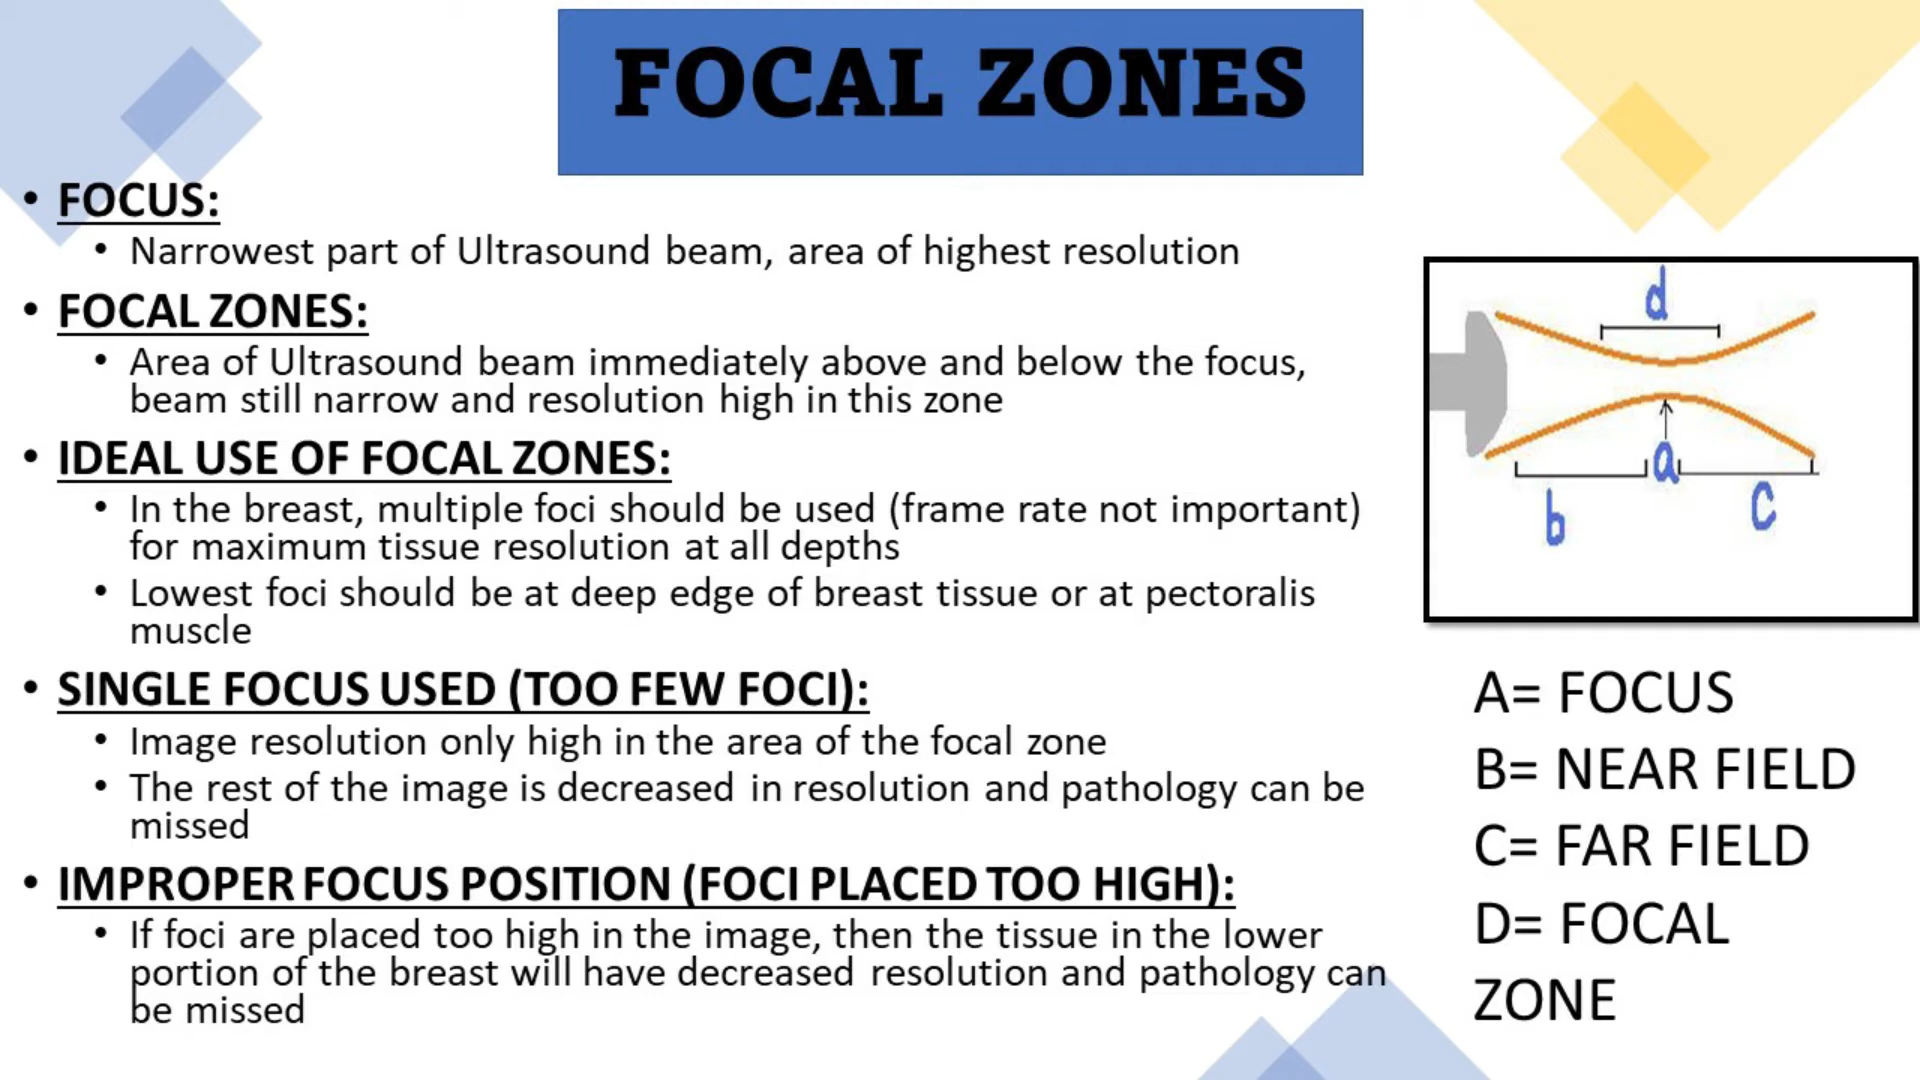 FOCAL ZONES
• FOCUS:
• Narrowest part of Ultrasound beam, area of highest resolution
• FOCAL ZONES:
• Area of Ultrasound beam immediately above and below the focus,
beam still narrow and resolution high in this zone
• IDEAL USE OF FOCAL ZONES:
• In the breast, multiple foci should be used (frame rate not important)
for maximum tissue resolution at all depths
• Lowest foci should be at deep edge of breast tissue or at pectoralis
muscle
• SINGLE FOCUS USED (TOO FEW FOCI):
• Image resolution only high in the area of the focal zone
• The rest of the image is decreased in resolution and pathology can be
missed
• IMPROPER FOCUS POSITION (FOCI PLACED TOO HIGH):
• If foci are placed too high in the image, then the tissue in the lower
portion of the breast will have decreased resolution and pathology can
be missed
d
a
b
c
A= FOCUS
B= NEAR FIELD
C= FAR FIELD
D= FOCAL
ZONE